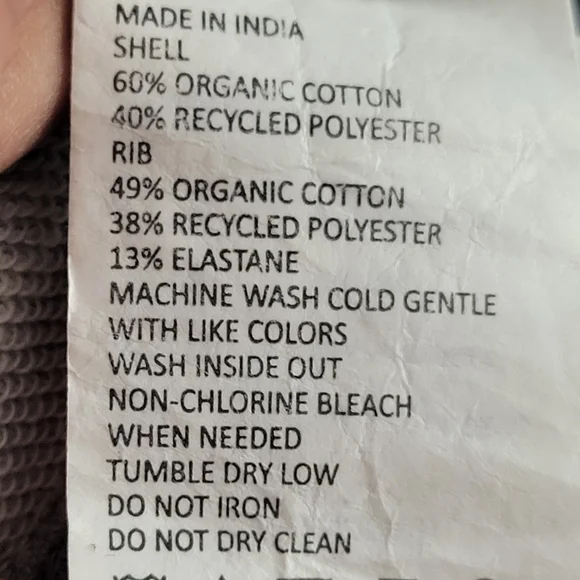 MADE IN INDIA
SHELL
60% ORGANIC COTTON
40% RECYCLED POLYESTER
RIB
49% ORGANIC COTTON
38% RECYCLED POLYESTER
13% ELASTANE
MACHINE WASH COLD GENTLE
WITH LIKE COLORS
WASH INSIDE OUT
NON-CHLORINE BLEACH
WHEN NEEDED
TUMBLE DRY LOW
DO NOT IRON
DO NOT DRY CLEAN